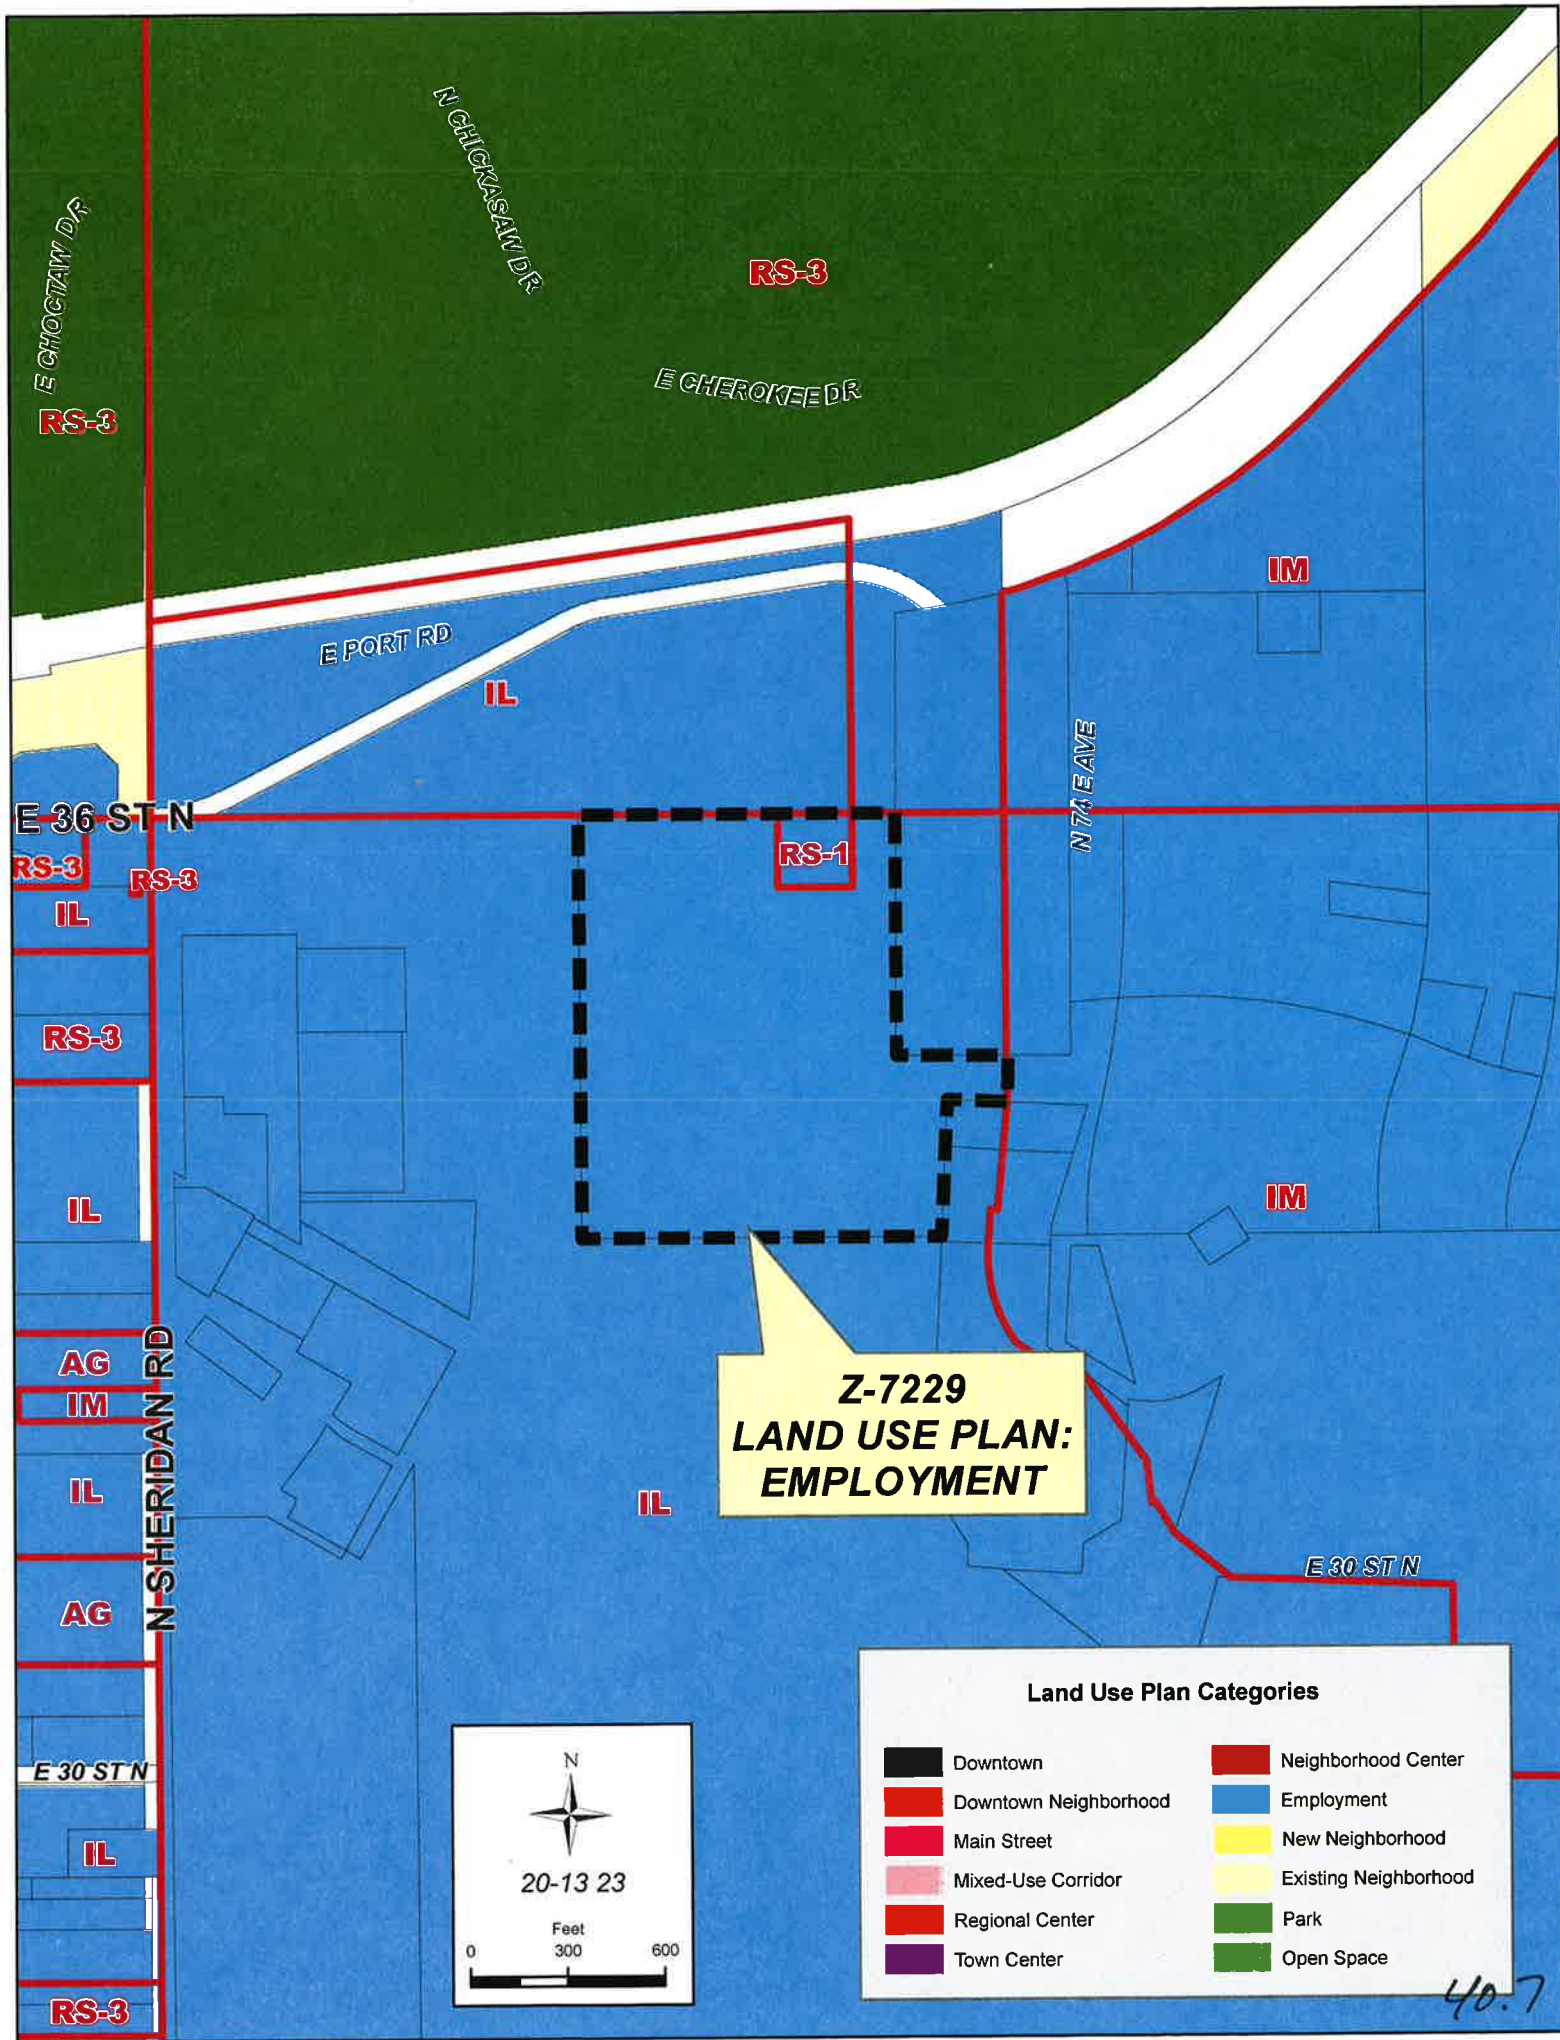 N CHICKASAW DR
E CHOCTAW DR
RS-3
E CHEROKEE DR
RS-3
IM
E PORT RD
IL
N 74 E AVE
E 36 ST N
RS-3
RS-1
RS-3
IL
RS-3
IL
IM
AG
IM
N SHERIDAN RD
Z-7229
LAND USE PLAN:
EMPLOYMENT
IL
IL
E 30 ST N
AG
E 30 ST N
IL
RS-3
N
20-13 23
Feet
0 300 600
Land Use Plan Categories
Downtown
Downtown Neighborhood
Main Street
Mixed-Use Corridor
Regional Center
Town Center
Neighborhood Center
Employment
New Neighborhood
Existing Neighborhood
Park
Open Space
40.7